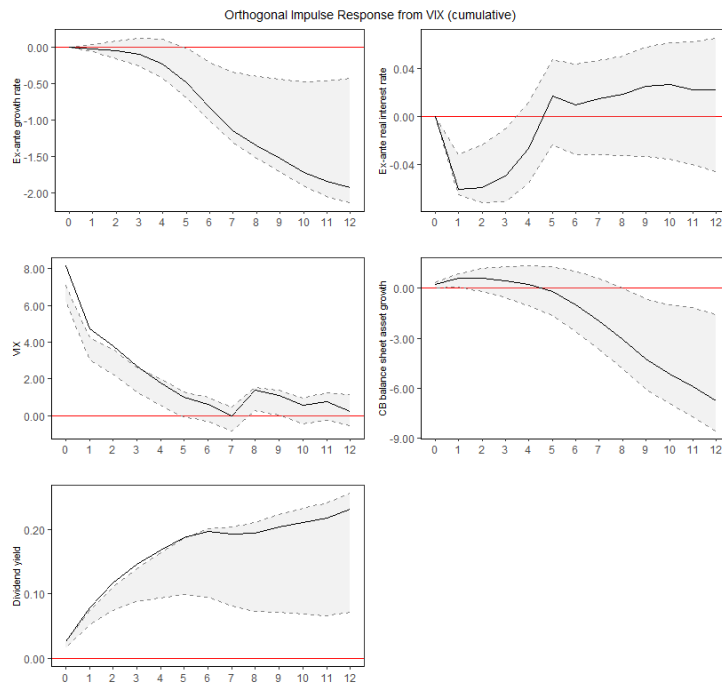 Orthogonal Impulse Response from VIX (cumulative)
Ex-ante growth rate
0.00
-0.50
-1.00
-1.50
-2.00
0 1 2 3 4 5 6 7 8 9 10 11 12
Ex-ante real interest rate
0.04
0.00
-0.04
0 1 2 3 4 5 6 7 8 9 10 11 12
VIX
8.00
6.00
4.00
2.00
0.00
0 1 2 3 4 5 6 7 8 9 10 11 12
CB balance sheet asset growth
0.00
-3.00
-6.00
-9.00
0 1 2 3 4 5 6 7 8 9 10 11 12
Dividend yield
0.20
0.10
0.00
0 1 2 3 4 5 6 7 8 9 10 11 12